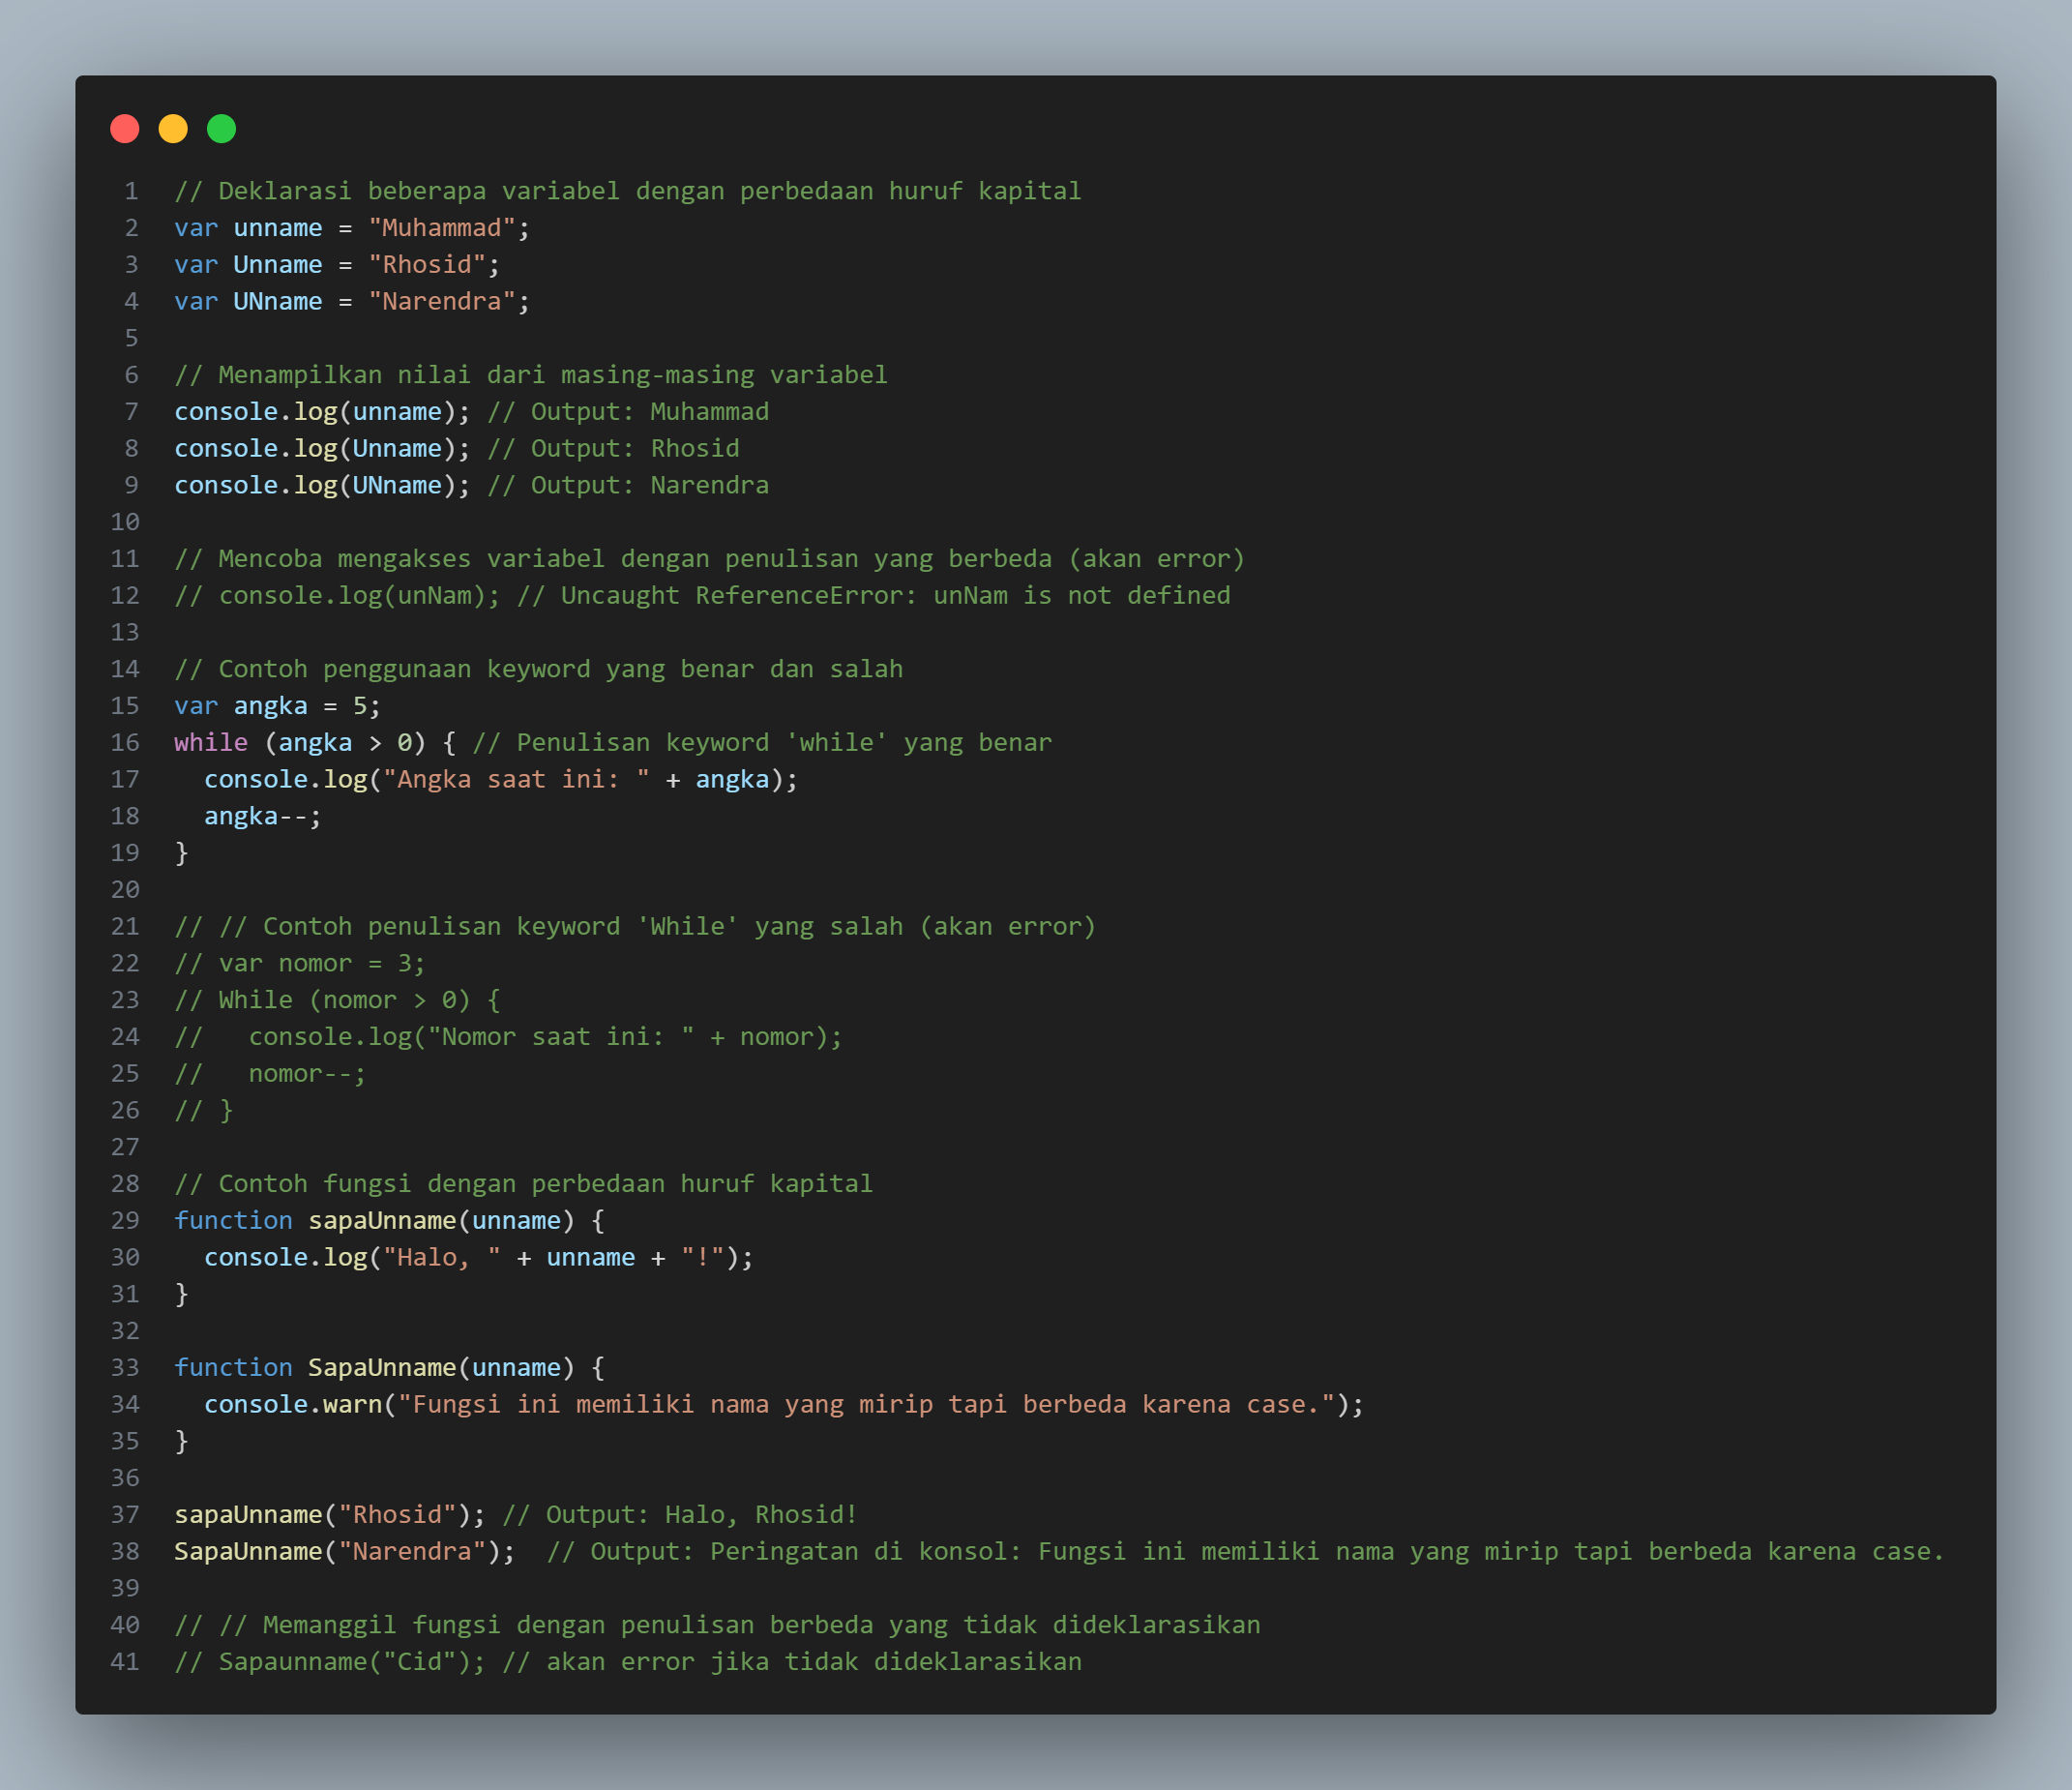 1 // Deklarasi beberapa variabel dengan perbedaan huruf kapital
2 var unname = "Muhammad";
3 var Unname = "Rhosid";
4 var UNname = "Narendra";
5
6 // Menampilkan nilai dari masing-masing variabel
7 console.log(unname); // Output: Muhammad
8 console.log(Unname); // Output: Rhosid
9 console.log(UNname); // Output: Narendra
10
11 // Mencoba mengakses variabel dengan penulisan yang berbeda (akan error)
12 // console.log(unNam); // Uncaught ReferenceError: unNam is not defined
13
14 // Contoh penggunaan keyword yang benar dan salah
15 var angka = 5;
16 while (angka > 0) { // Penulisan keyword 'while' yang benar
17   console.log("Angka saat ini: " + angka);
18   angka--;
19 }
20
21 // // Contoh penulisan keyword 'While' yang salah (akan error)
22 // var nomor = 3;
23 // While (nomor > 0) {
24 //   console.log("Nomor saat ini: " + nomor);
25 //   nomor--;
26 // }
27
28 // Contoh fungsi dengan perbedaan huruf kapital
29 function sapaUnname(unname) {
30   console.log("Halo, " + unname + "!");
31 }
32
33 function SapaUnname(unname) {
34   console.warn("Fungsi ini memiliki nama yang mirip tapi berbeda karena case.");
35 }
36
37 sapaUnname("Rhosid"); // Output: Halo, Rhosid!
38 SapaUnname("Narendra");  // Output: Peringatan di konsol: Fungsi ini memiliki nama yang mirip tapi berbeda karena case.
39
40 // // Memanggil fungsi dengan penulisan berbeda yang tidak dideklarasikan
41 // Sapaunname("Cid"); // akan error jika tidak dideklarasikan